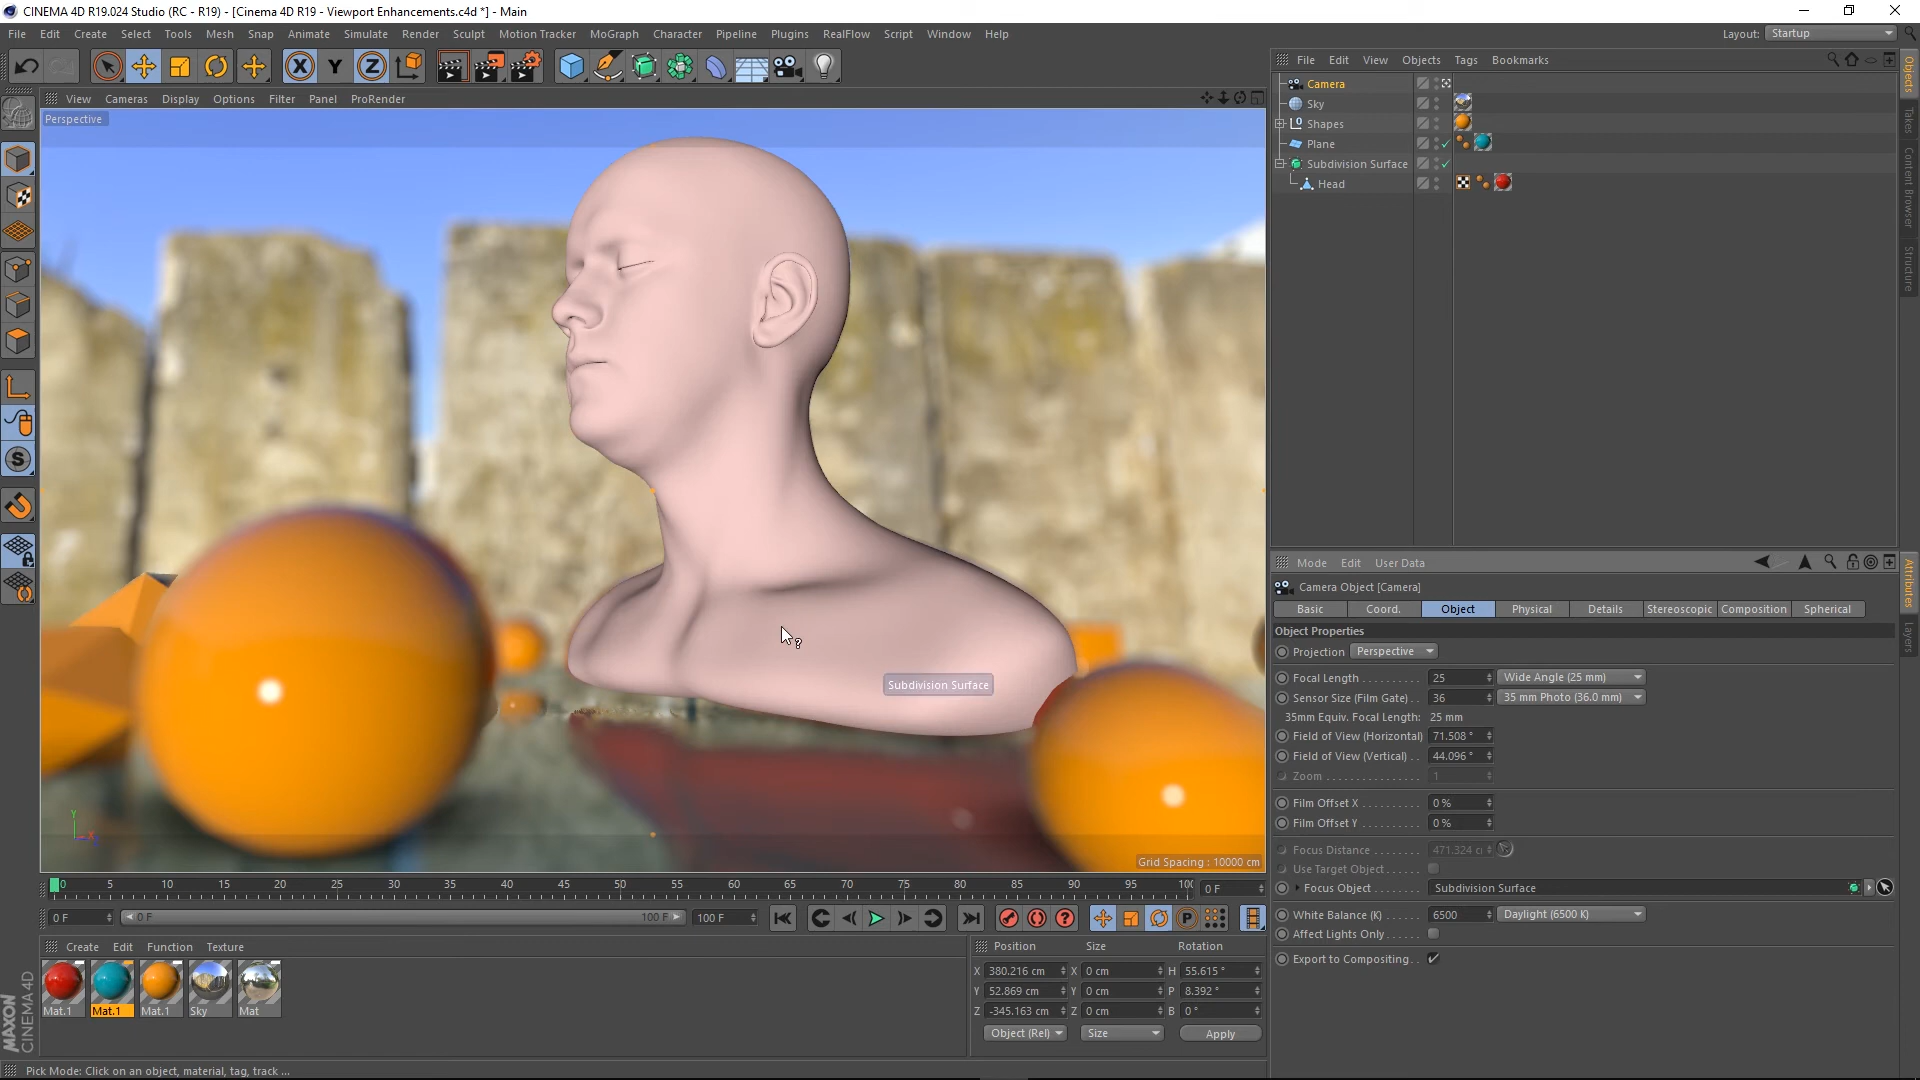 CINEMA 4D R19.024 Studio (RC - R19) - [Cinema 4D R19 - Viewport Enhancements.c4d *] - Main
File Edit Create Select Tools Mesh Snap Animate Simulate Render Sculpt Motion Tracker MoGraph Character Pipeline Plugins RealFlow Script Window Help
Layout: Startup
X Y Z
View Cameras Display Options Filter Panel ProRender
Perspective
Subdivision Surface
Y
X
Grid Spacing : 10000 cm
S
File Edit View Objects Tags Bookmarks
Camera
Sky
Shapes
Plane
Subdivision Surface
Head
Objects
Takes
Content Browser
Structure
Mode Edit User Data
Camera Object [Camera]
Basic Coord. Object Physical Details Stereoscopic Composition Spherical
Object Properties
Projection Perspective
Focal Length 25 Wide Angle (25 mm)
Sensor Size (Film Gate) 36 35 mm Photo (36.0 mm)
35mm Equiv. Focal Length: 25 mm
Field of View (Horizontal) 71.508 °
Field of View (Vertical) 44.096 °
Zoom 1
Film Offset X 0 %
Film Offset Y 0 %
Focus Distance 471.324 c
Use Target Object
Focus Object Subdivision Surface
White Balance (K) 6500 Daylight (6500 K)
Affect Lights Only
Export to Compositing
Attributes
Layers
0 5 10 15 20 25 30 35 40 45 50 55 60 65 70 75 80 85 90 95 100 0 F
0 F 0 F 100 F 100 F P
Create Edit Function Texture
Mat.1 Mat.1 Mat.1 Sky Mat
Position Size Rotation
X 380.216 cm X 0 cm H 55.615 °
Y 52.869 cm Y 0 cm P 8.392 °
Z -345.163 cm Z 0 cm B 0 °
Object (Rel) Size Apply
MAXON
CINEMA 4D
Pick Mode: Click on an object, material, tag, track ...